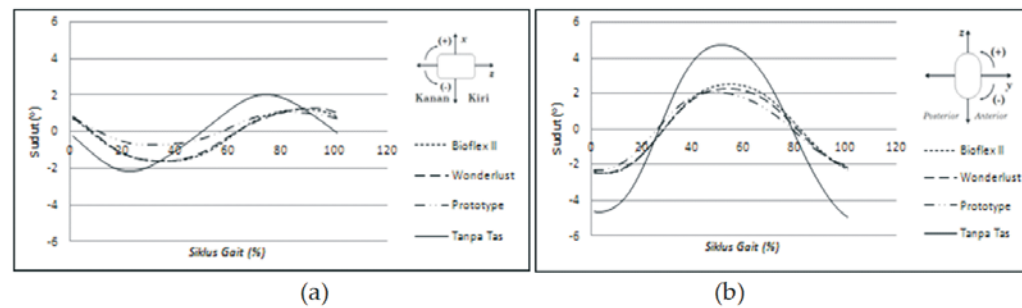 6
4
2
0
-2
-4
-6
0 20 40 60 80 100 120
Sudut (°)
Siklus Gait (%)
(+)
x
z
(-)
Kanan Kiri
Bioflex II
Wonderlust
Prototype
Tanpa Tas
(a)
6
4
2
0
-2
-4
-6
0 20 40 60 80 100 120
Sudut (°)
Siklus Gait (%)
z
(+)
y
(-)
Posterior Anterior
Bioflex II
Wonderlust
Prototype
Tanpa Tas
(b)